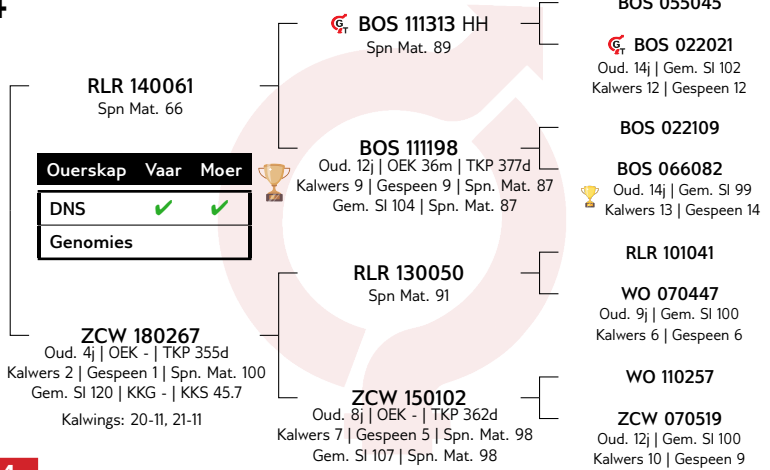 4
RLR 140061
Spn Mat. 66
Ouerskap Vaar Moer
DNS ✔ ✔
Genomies
ZCW 180267
Oud. 4j | OEK - | TKP 355d
Kalwers 2 | Gespeen 1 | Spn. Mat. 100
Gem. SI 120 | KKG - | KKS 45.7
Kalwings: 20-11, 21-11
GT BOS 111313 HH
Spn Mat. 89
BOS 111198
Oud. 12j | OEK 36m | TKP 377d
Kalwers 9 | Gespeen 9 | Spn. Mat. 87
Gem. SI 104 | Spn. Mat. 87
RLR 130050
Spn Mat. 91
ZCW 150102
Oud. 8j | OEK - | TKP 362d
Kalwers 7 | Gespeen 5 | Spn. Mat. 98
Gem. SI 107 | Spn. Mat. 98
BOS 055045
GT BOS 022021
Oud. 14j | Gem. SI 102
Kalwers 12 | Gespeen 12
BOS 022109
BOS 066082
Oud. 14j | Gem. SI 99
Kalwers 13 | Gespeen 14
RLR 101041
WO 070447
Oud. 9j | Gem. SI 100
Kalwers 6 | Gespeen 6
WO 110257
ZCW 070519
Oud. 12j | Gem. SI 100
Kalwers 10 | Gespeen 9